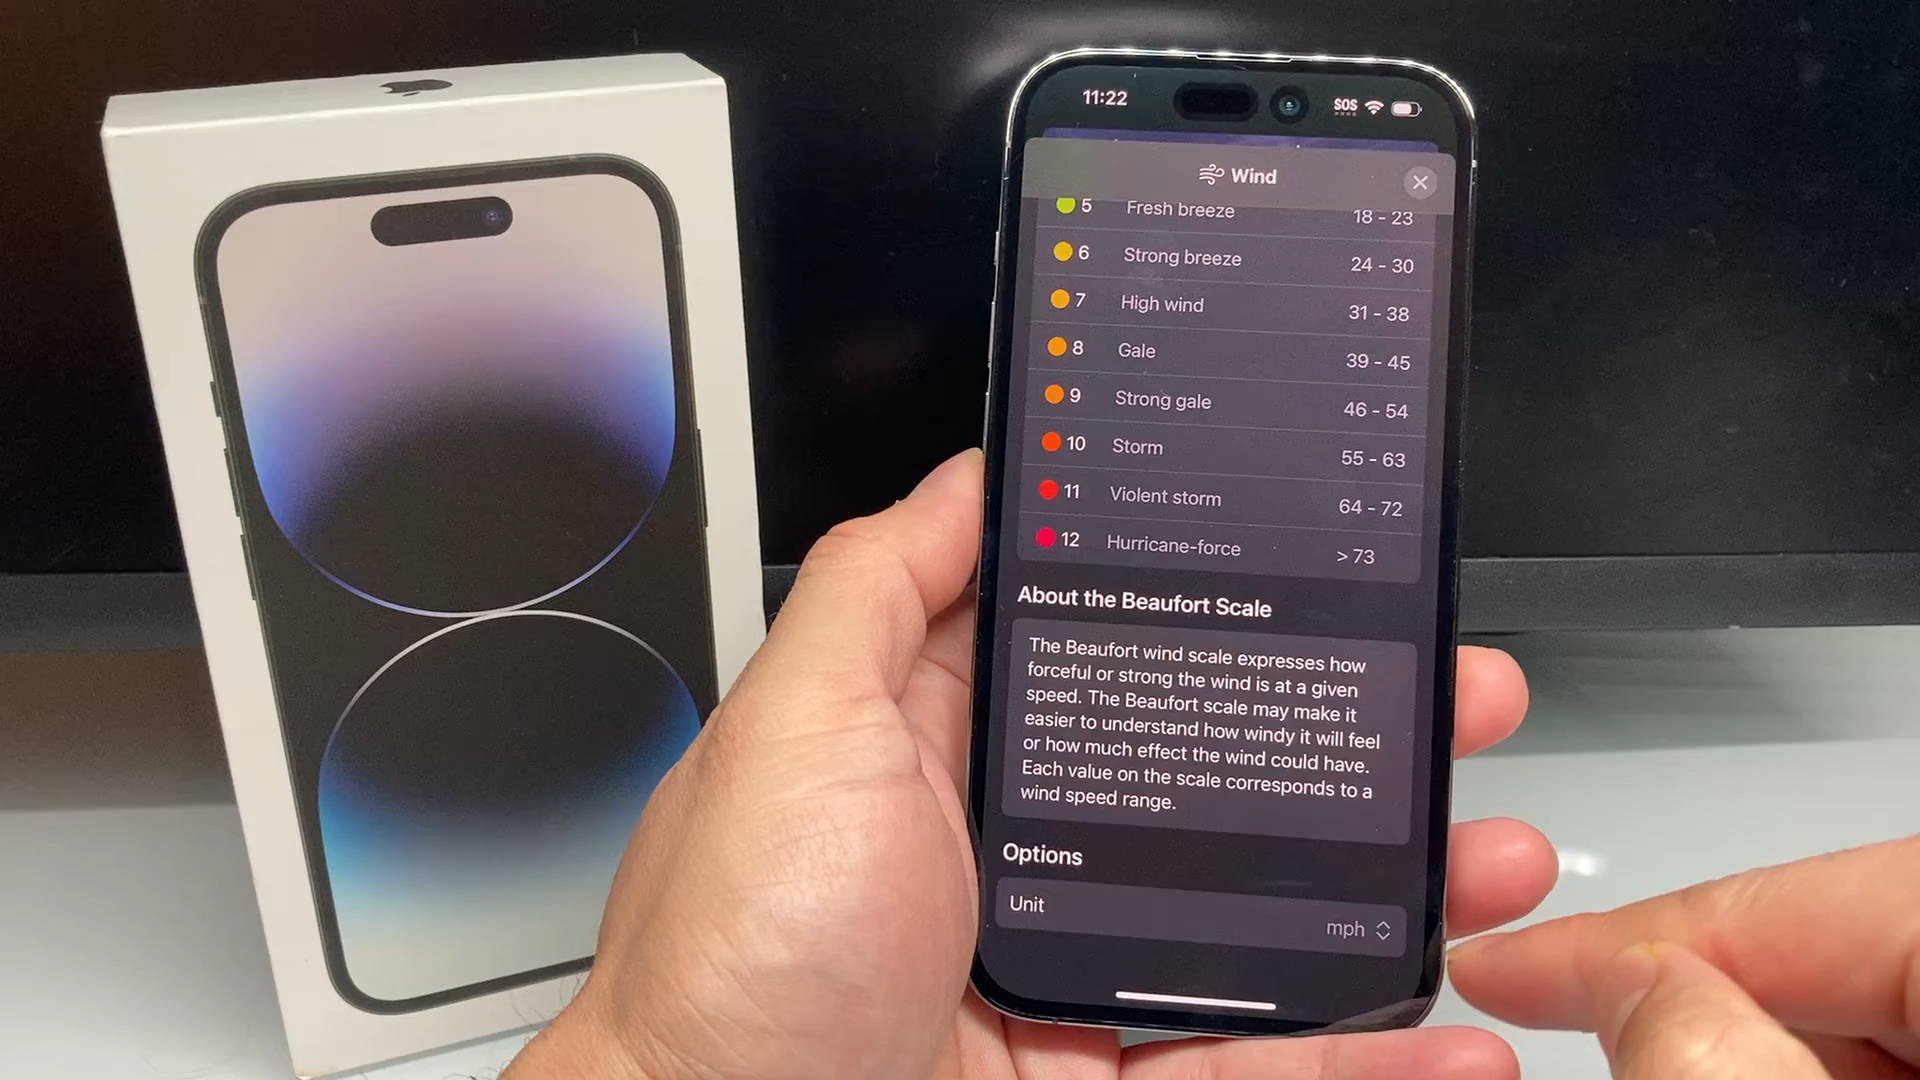 11:22
SOS
Wind
5 Fresh breeze 18 - 23
6 Strong breeze 24 - 30
7 High wind 31 - 38
8 Gale 39 - 45
9 Strong gale 46 - 54
10 Storm 55 - 63
11 Violent storm 64 - 72
12 Hurricane-force > 73
About the Beaufort Scale
The Beaufort wind scale expresses how
forceful or strong the wind is at a given
speed. The Beaufort scale may make it
easier to understand how windy it will feel
or how much effect the wind could have.
Each value on the scale corresponds to a
wind speed range.
Options
Unit
mph